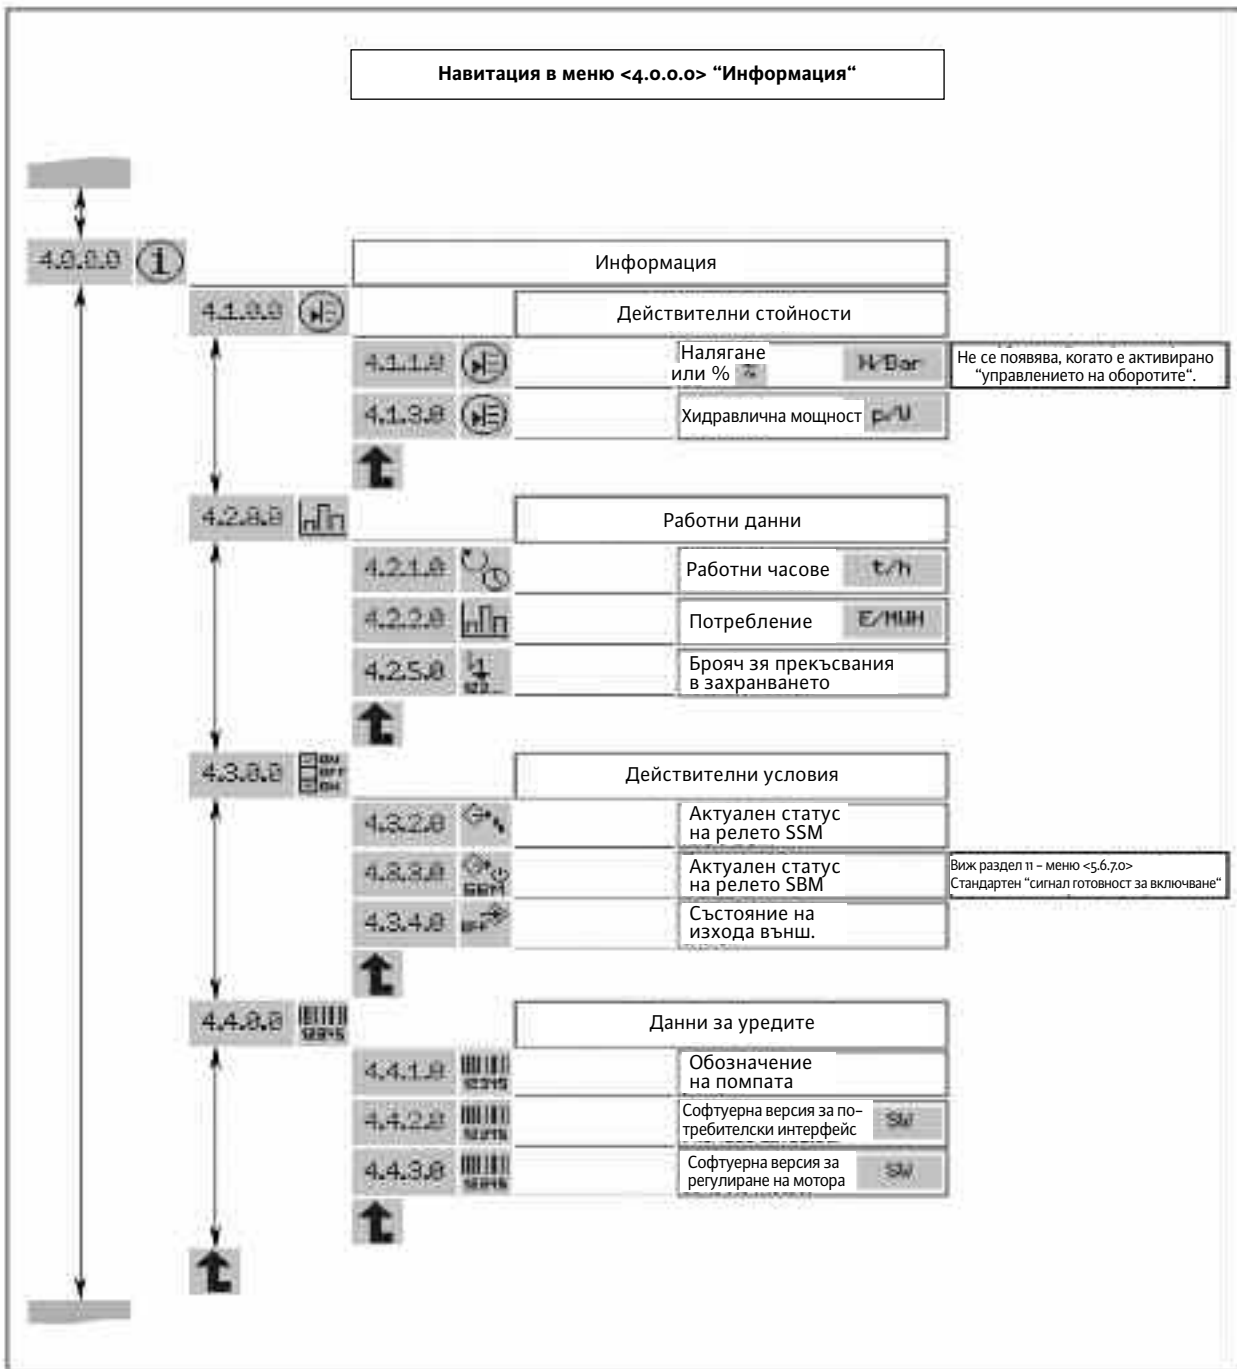 Навитация в меню <4.0.0.0> “Информация“
4.0.0.0
Информация
4.1.0.0
Действителни стойности
4.1.1.0
Налягане
или % %
H/Bar
Не се появява, когато е активирано
“управлението на оборотите“.
4.1.3.0
Хидравлична мощност
p/V
4.2.0.0
Работни данни
4.2.1.0
Работни часове
t/h
4.2.2.0
Потребление
E/MWH
4.2.5.0
Брояч зя прекъсвания
в захранването
4.3.0.0
Действителни условия
4.3.2.0
Актуален статус
на релето SSM
4.3.3.0
SBM
Актуален статус
на релето SBM
Виж раздел 11 – меню <5.6.7.0>
Стандартен “сигнал готовност за включване“
4.3.4.0
OFF
Състояние на
изхода външ.
4.4.0.0
12345
Данни за уредите
4.4.1.0
12345
Обозначение
на помпата
4.4.2.0
12345
Софтуерна версия за по–
требителски интерфейс
SW
4.4.3.0
12345
Софтуерна версия за
регулиране на мотора
SW